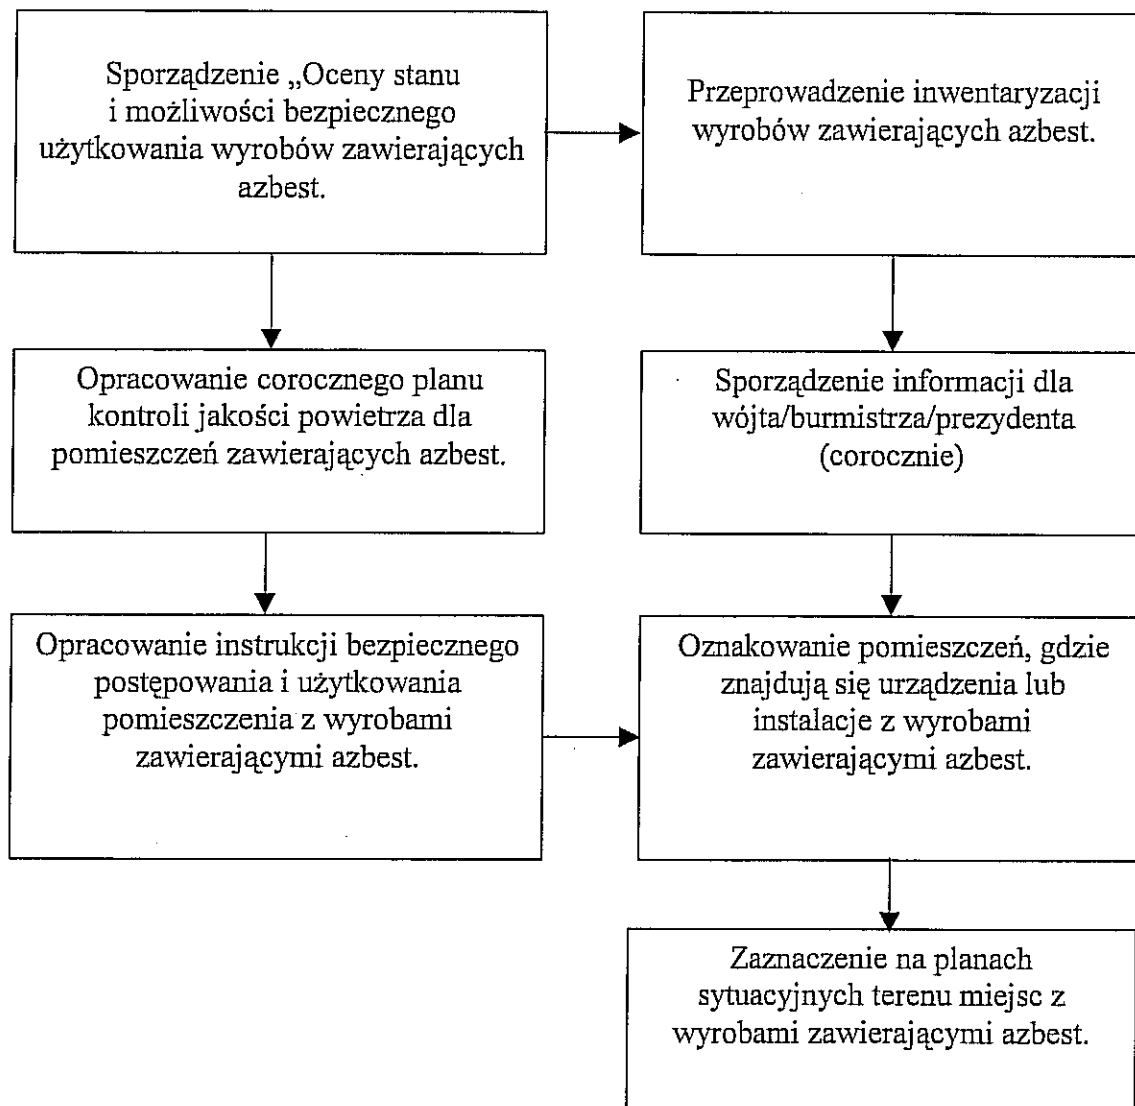 Sporządzenie „Oceny stanu
i możliwości bezpiecznego
użytkowania wyrobów zawierających
azbest.
Przeprowadzenie inwentaryzacji
wyrobów zawierających azbest.
Opracowanie corocznego planu
kontroli jakości powietrza dla
pomieszczeń zawierających azbest.
Sporządzenie informacji dla
wójta/burmistrza/prezydenta
(corocznie)
Opracowanie instrukcji bezpiecznego
postępowania i użytkowania
pomieszczenia z wyrobami
zawierającymi azbest.
Oznakowanie pomieszczeń, gdzie
znajdują się urządzenia lub
instalacje z wyrobami
zawierającymi azbest.
Zaznaczenie na planach
sytuacyjnych terenu miejsc z
wyrobami zawierającymi azbest.